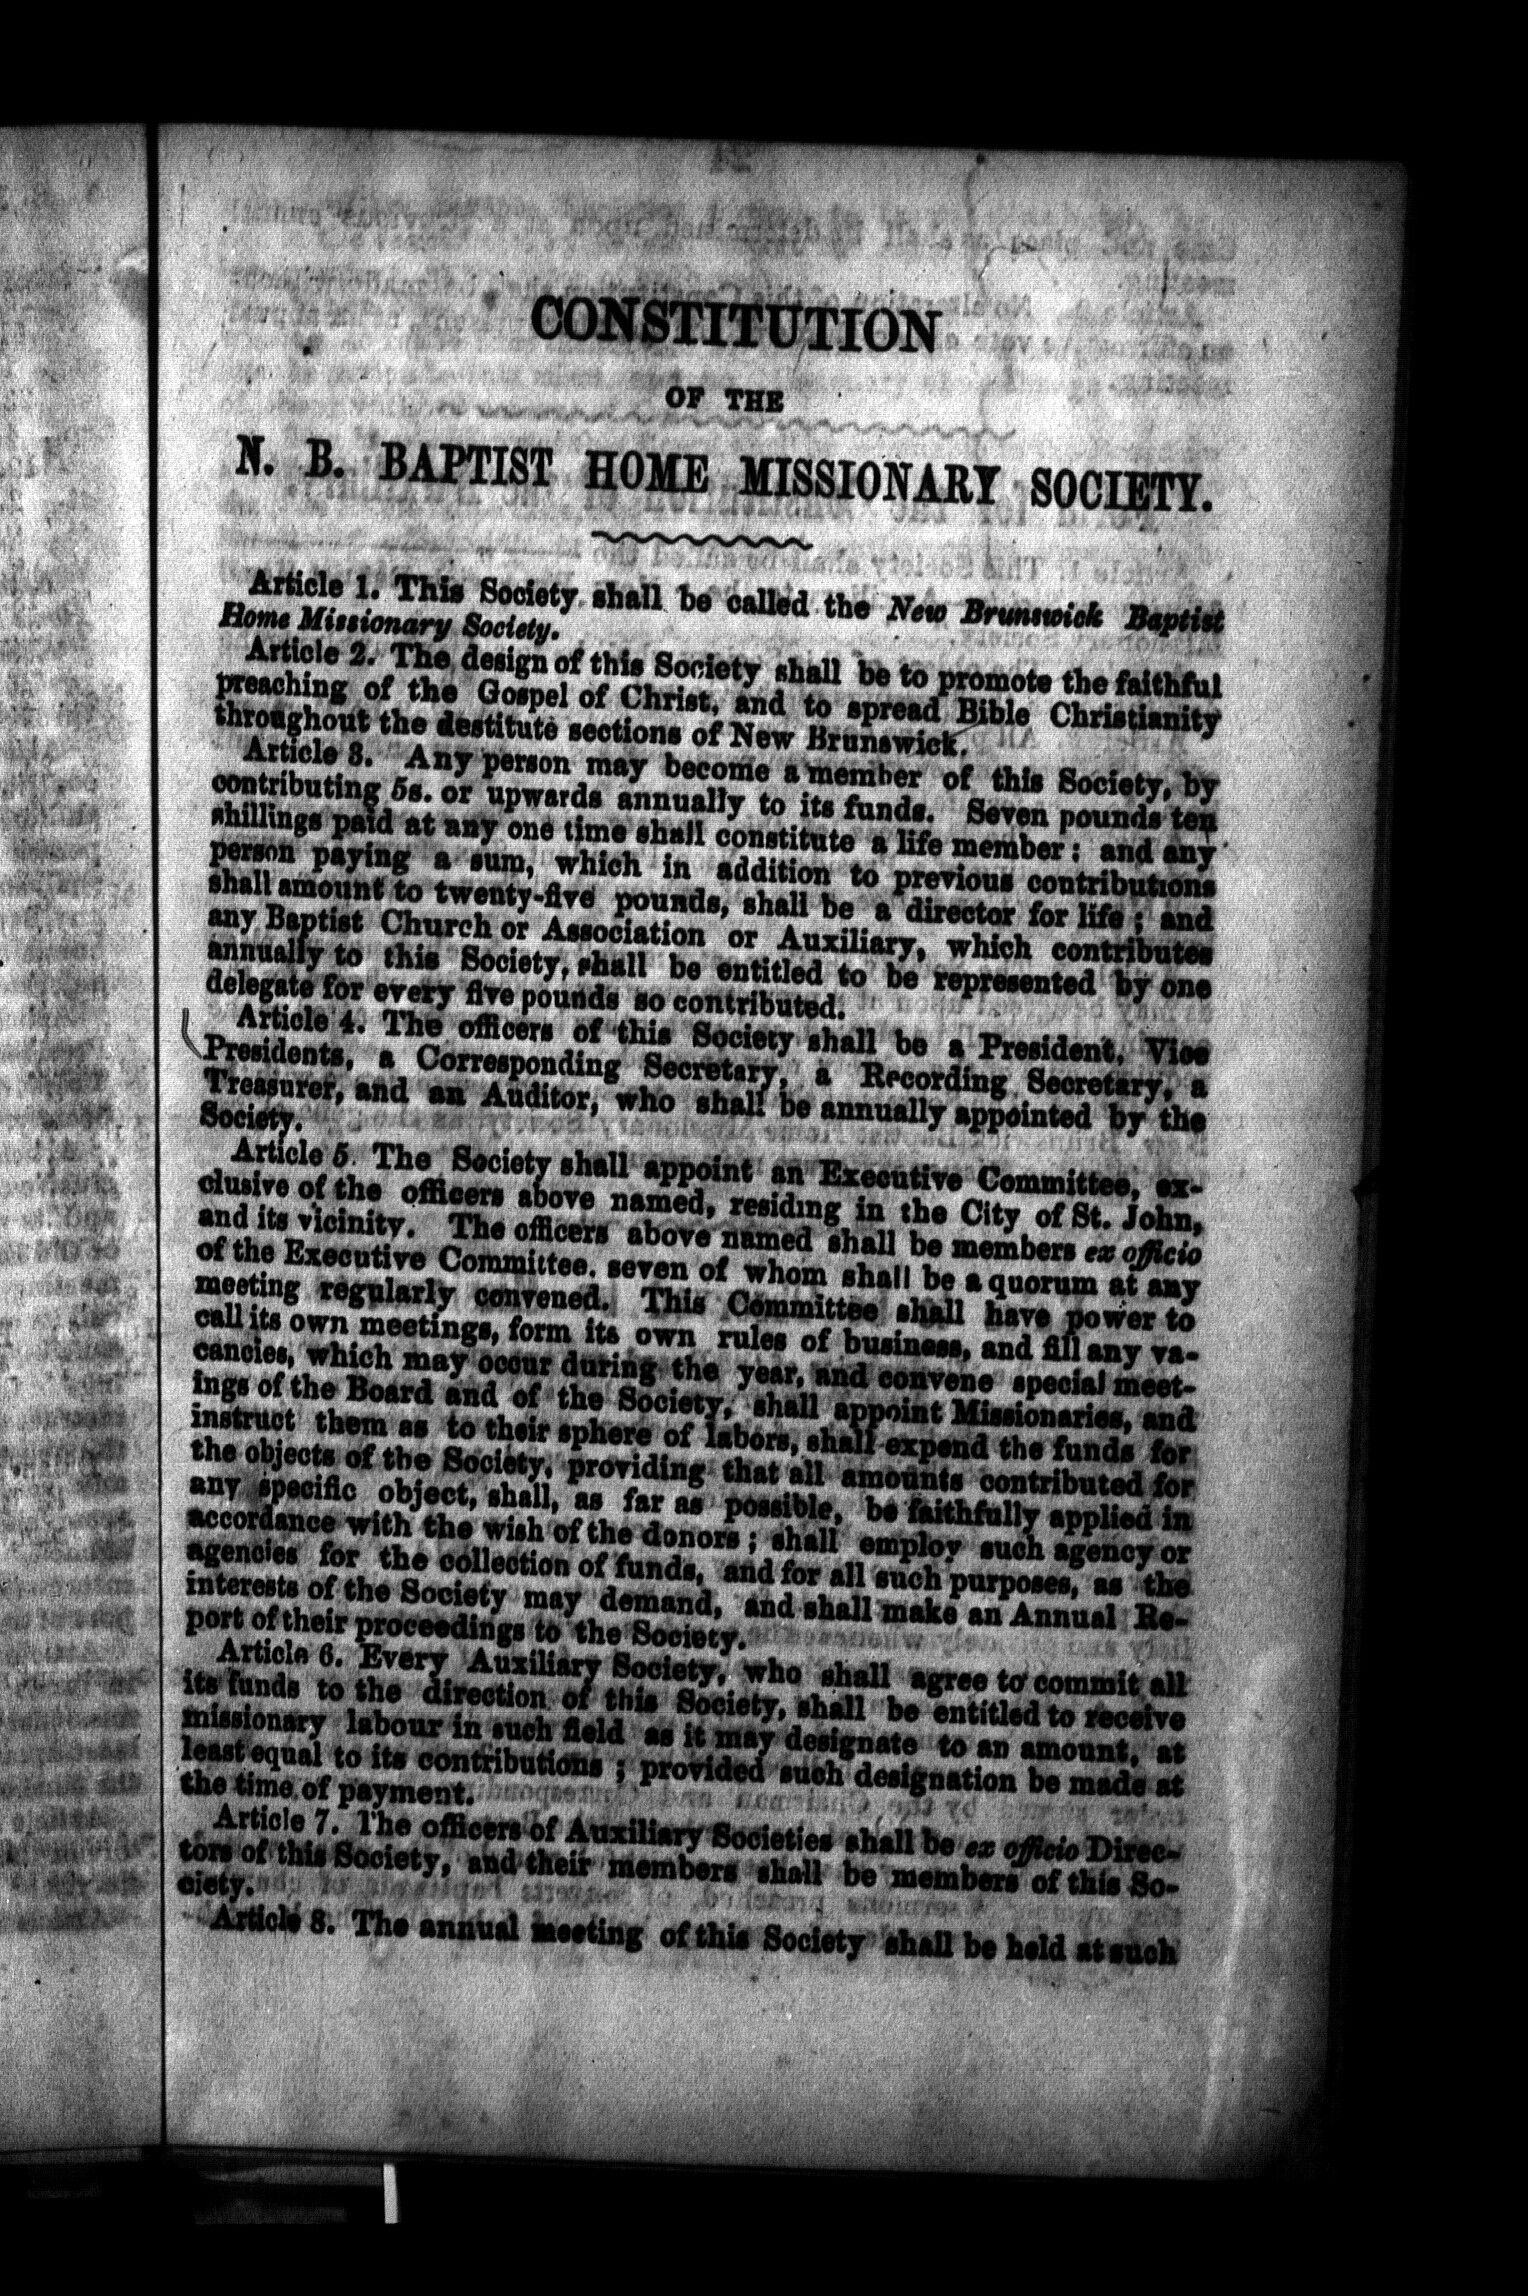 CONSTITUTION
OF THE
N. B. BAPTIST HOME MISSIONARY SOCIETY.
Article 1. This Society shall be called the New Brunswick Baptist
Home Missionary Society.
Article 2. The design of this Society shall be to promote the faithful
preaching of the Gospel of Christ, and to spread Bible Christianity
throughout the destitute sections of New Brunswick.
Article 3. Any person may become a member of this Society, by
contributing 5s. or upwards annually to its funds. Seven pounds ten
shillings paid at any one time shall constitute a life member: and any
person paying a sum, which in addition to previous contributions
shall amount to twenty-five pounds, shall be a director for life; and
any Baptist Church or Association or Auxiliary, which contributes
annually to this Society, shall be entitled to be represented by one
delegate for every five pounds so contributed.
Article 4. The officers of this Society shall be a President, Vice
Presidents, a Corresponding Secretary, a Recording Secretary, a
Treasurer, and an Auditor, who shall be annually appointed by the
Society.
Article 5. The Society shall appoint an Executive Committee, ex-
clusive of the officers above named, residing in the City of St. John,
and its vicinity. The officers above named shall be members ex officio
of the Executive Committee. seven of whom shall be a quorum at any
meeting regularly convened. This Committee shall have power to
call its own meetings, form its own rules of business, and fill any va-
cancies, which may occur during the year, and convene special meet-
ings of the Board and of the Society, shall appoint Missionaries, and
instruct them as to their sphere of labors, shall expend the funds for
the objects of the Society, providing that all amounts contributed for
any specific object, shall, as far as possible, be faithfully applied in
accordance with the wish of the donors; shall employ such agency or
agencies for the collection of funds, and for all such purposes, as the
interests of the Society may demand, and shall make an Annual Re-
port of their proceedings to the Society.
Article 6. Every Auxiliary Society, who shall agree to commit all
its funds to the direction of this Society, shall be entitled to receive
missionary labour in such field as it may designate to an amount, at
least equal to its contributions; provided such designation be made at
the time of payment.
Article 7. The officers of Auxiliary Societies shall be ex officio Direc-
tors of this Society, and their members shall be members of this So-
ciety.
Article 8. The annual meeting of this Society shall be held at such